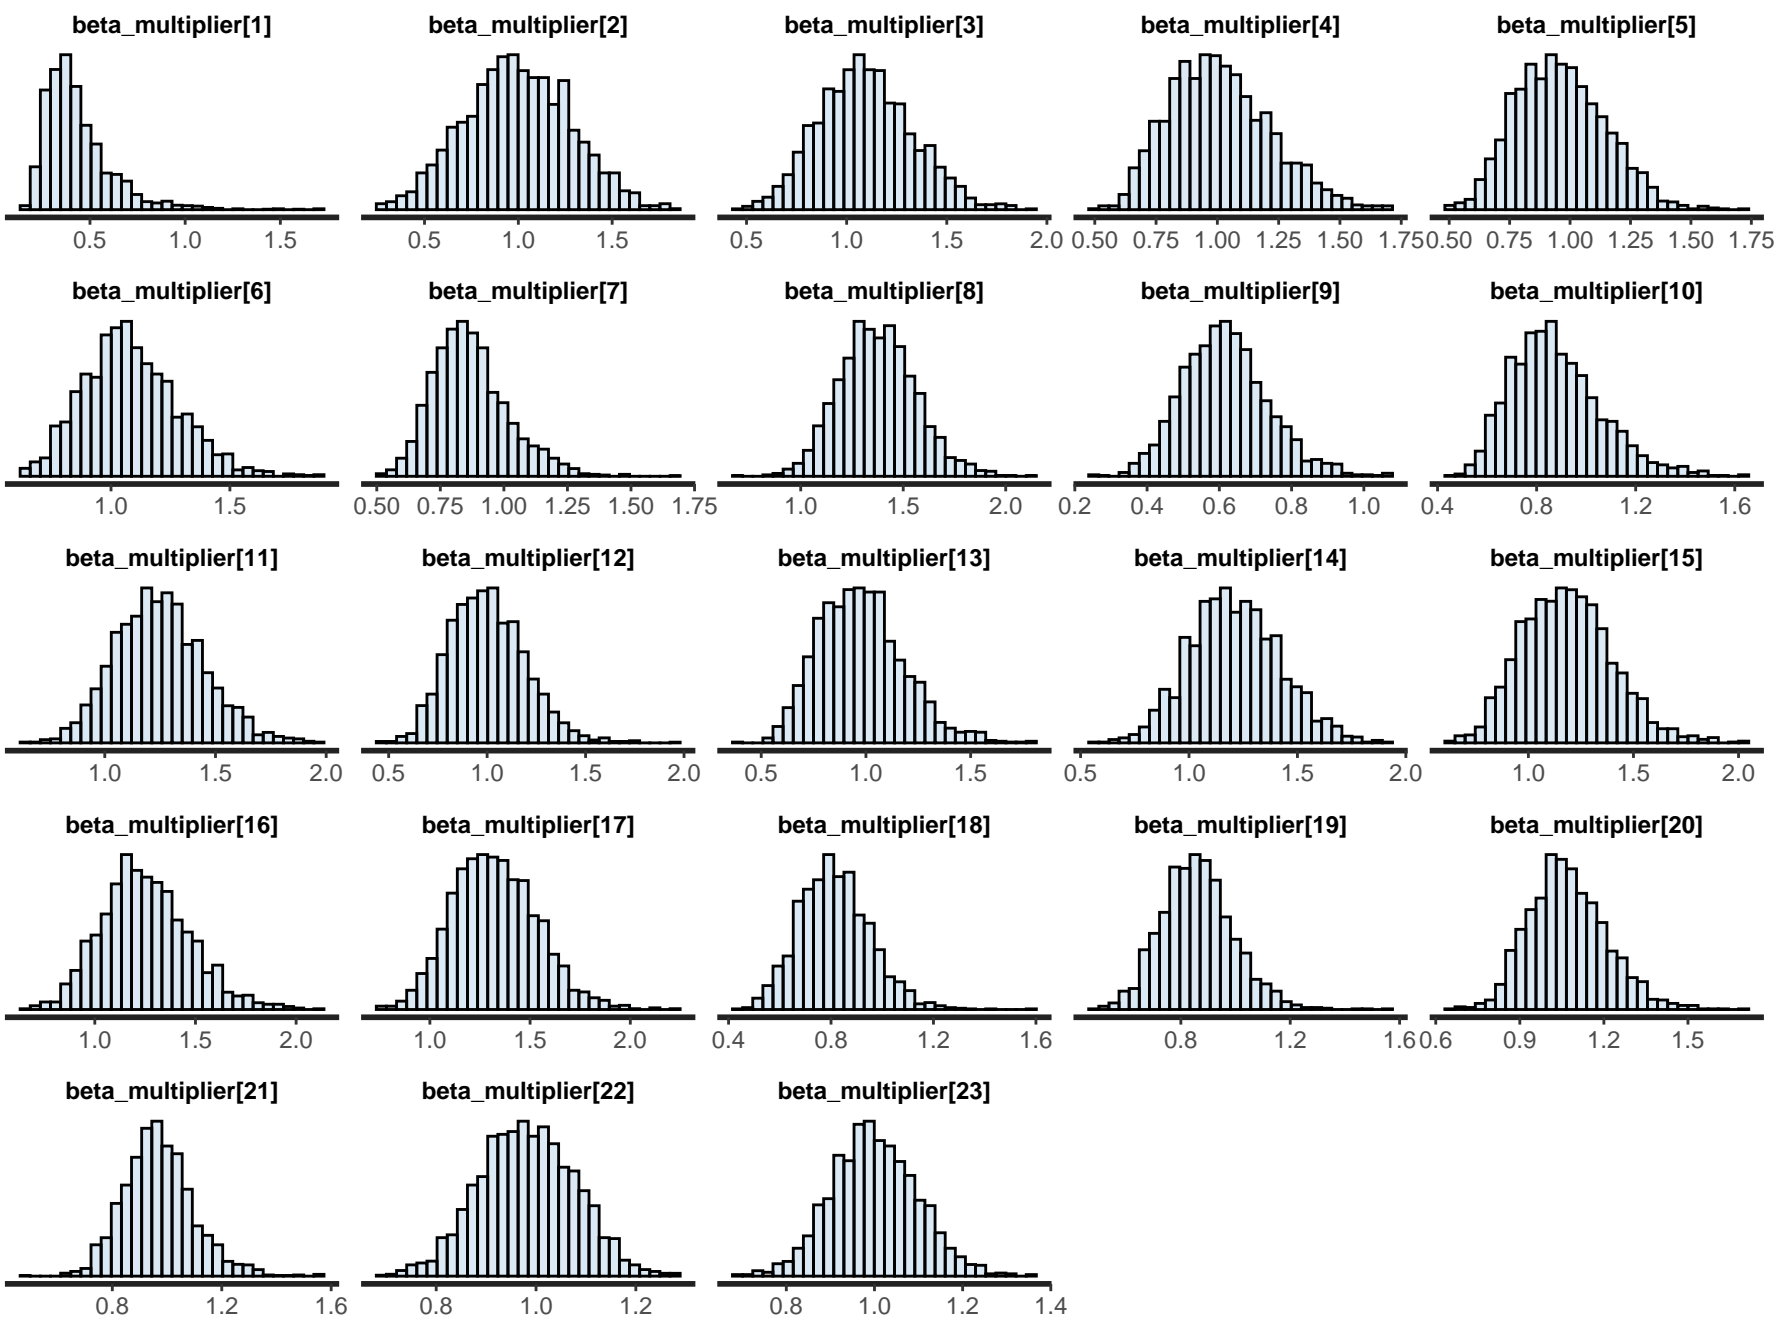 beta_multiplier[1] beta_multiplier[2] beta_multiplier[3] beta_multiplier[4] beta_multiplier[5]
0.5 1.0 1.5 0.5 1.0 1.5 0.5 1.0 1.5 2.0 0.50 0.75 1.00 1.25 1.50 1.75 0.50 0.75 1.00 1.25 1.50 1.75
beta_multiplier[6] beta_multiplier[7] beta_multiplier[8] beta_multiplier[9] beta_multiplier[10]
1.0 1.5 0.50 0.75 1.00 1.25 1.50 1.75 1.0 1.5 2.0 0.2 0.4 0.6 0.8 1.0 0.4 0.8 1.2 1.6
beta_multiplier[11] beta_multiplier[12] beta_multiplier[13] beta_multiplier[14] beta_multiplier[15]
1.0 1.5 2.0 0.5 1.0 1.5 2.0 0.5 1.0 1.5 0.5 1.0 1.5 2.0 1.0 1.5 2.0
beta_multiplier[16] beta_multiplier[17] beta_multiplier[18] beta_multiplier[19] beta_multiplier[20]
1.0 1.5 2.0 1.0 1.5 2.0 0.4 0.8 1.2 1.6 0.8 1.2 1.6 0.6 0.9 1.2 1.5
beta_multiplier[21] beta_multiplier[22] beta_multiplier[23]
0.8 1.2 1.6 0.8 1.0 1.2 0.8 1.0 1.2 1.4